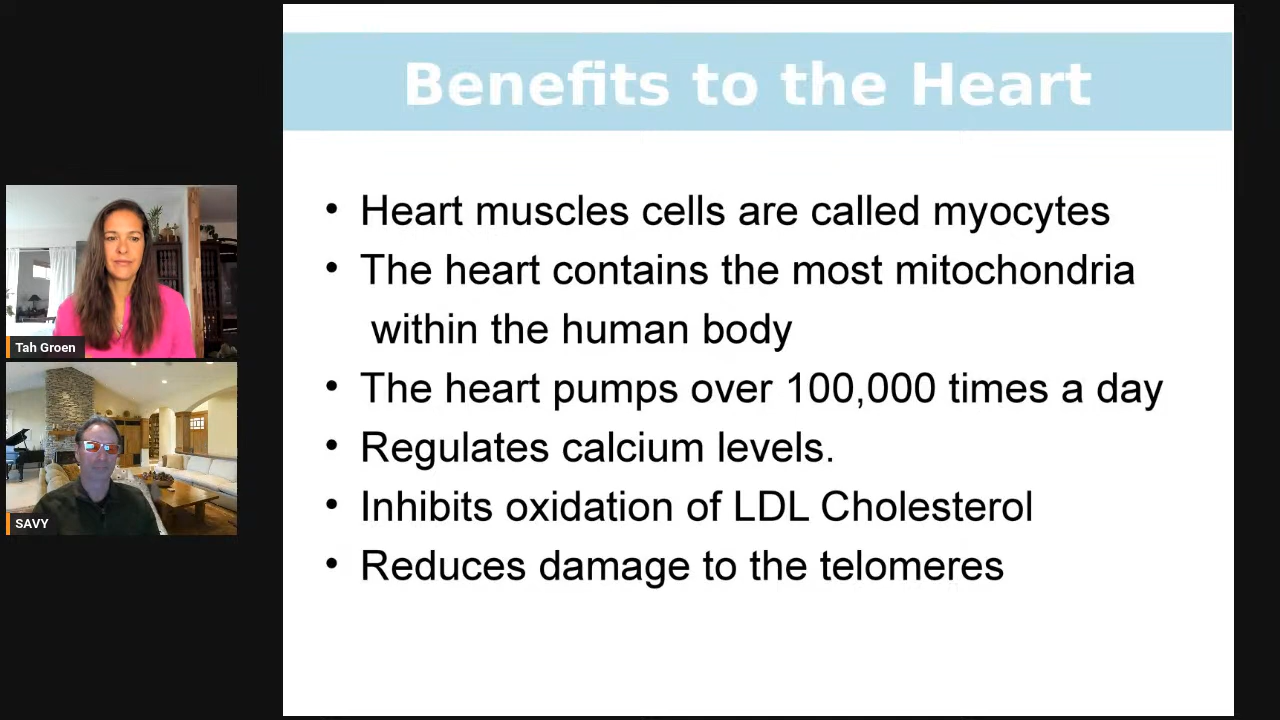 Benefits to the Heart
• Heart muscles cells are called myocytes
• The heart contains the most mitochondria
within the human body
• The heart pumps over 100,000 times a day
• Regulates calcium levels.
• Inhibits oxidation of LDL Cholesterol
• Reduces damage to the telomeres
Tah Groen
SAVY